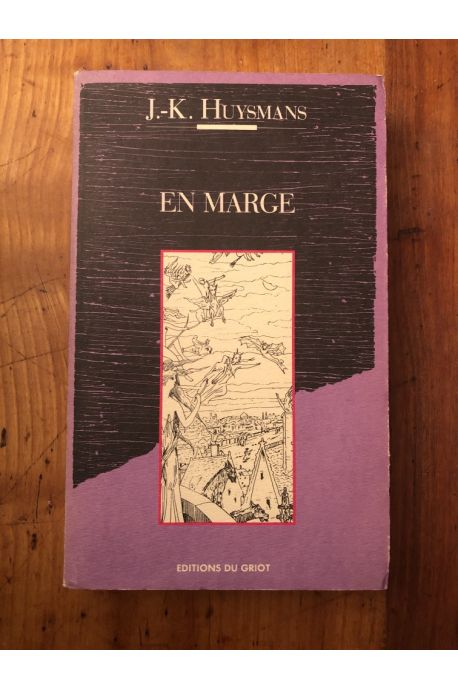 J.-K. HUYSMANS
EN MARGE
EDITIONS DU GRIOT